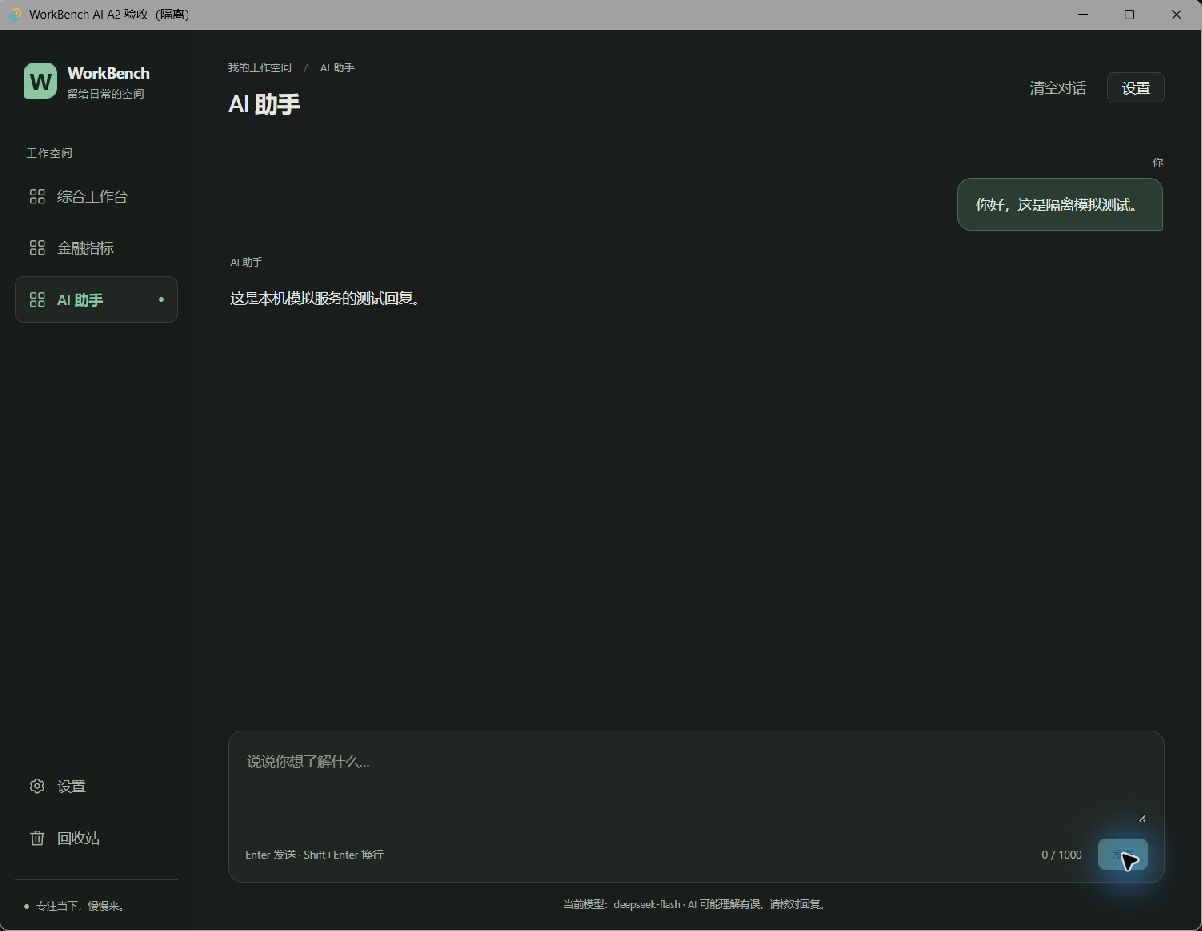 WorkBench AI A2 验收（隔离）
W
WorkBench
留给日常的空间
工作空间
综合工作台
金融指标
AI 助手
设置
回收站
专注当下，慢慢来。
我的工作空间 / AI 助手
AI 助手
清空对话
设置
你
你好，这是隔离模拟测试。
AI 助手
这是本机模拟服务的测试回复。
说说你想了解什么…
Enter 发送 · Shift+Enter 换行
0 / 1000
当前模型：deepseek-flash · AI 可能理解有误，请核对回复。